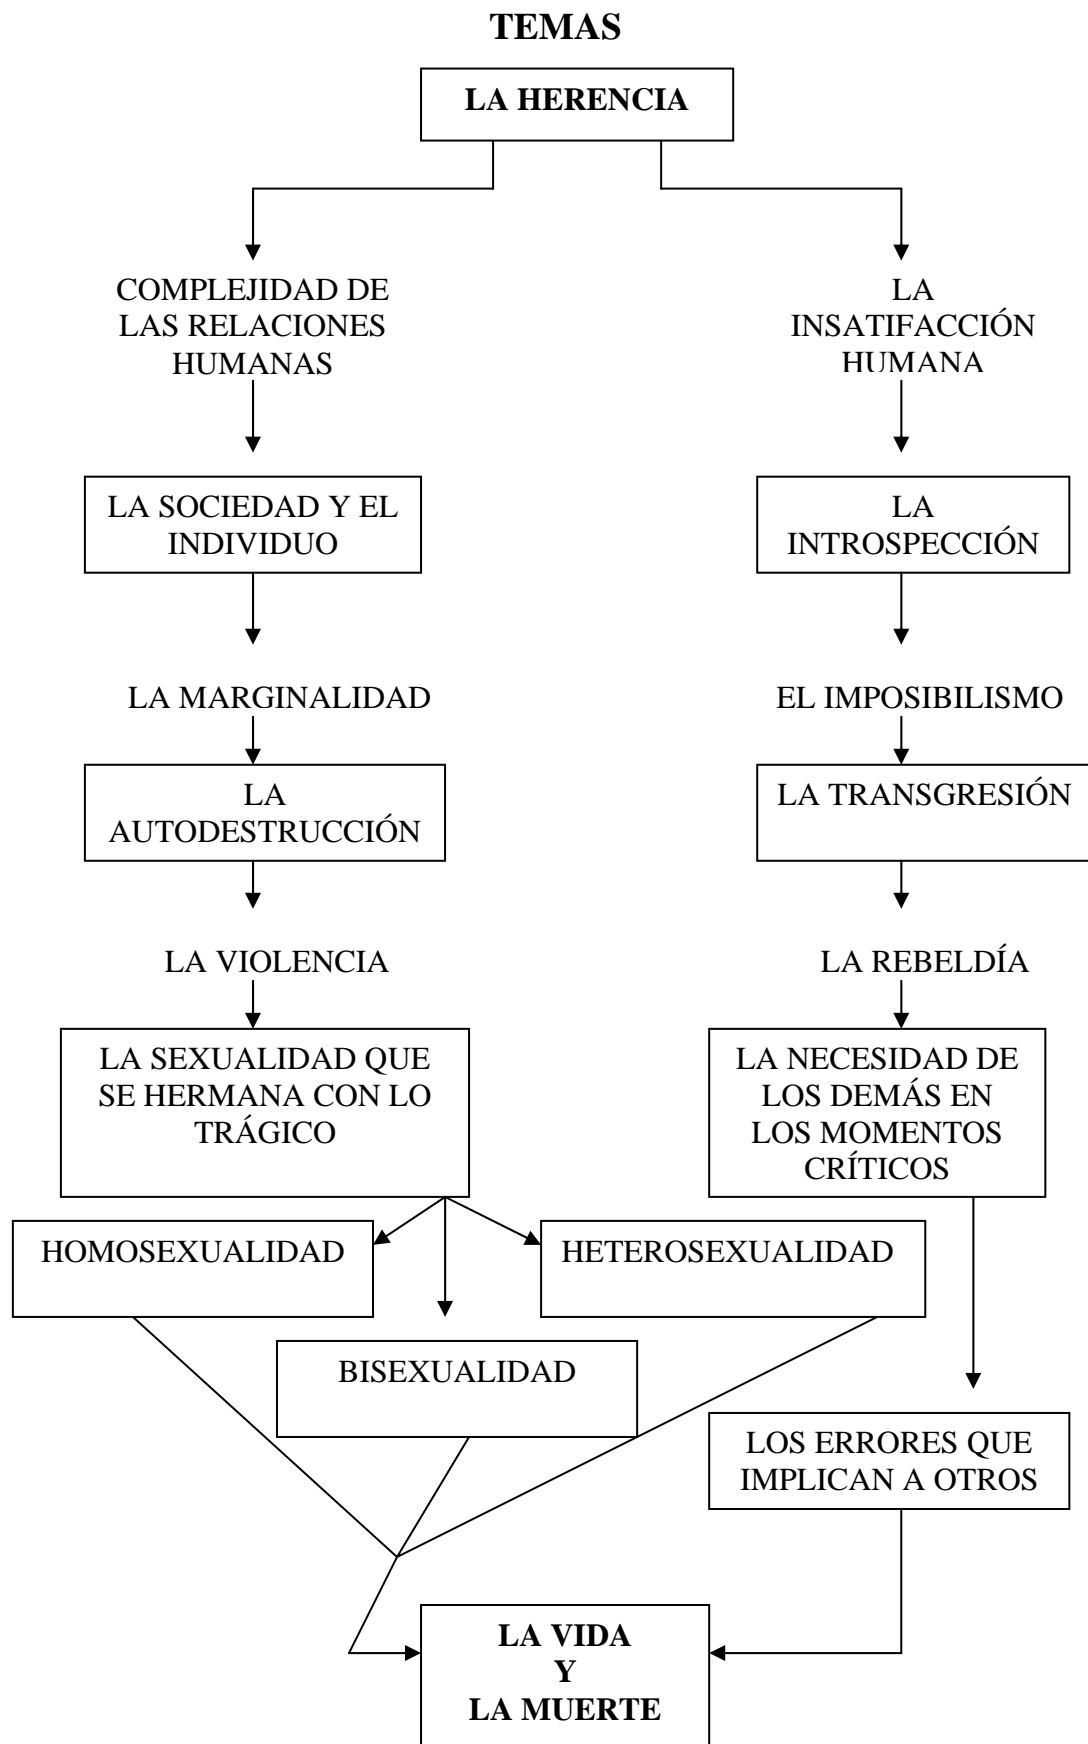 TEMAS
LA HERENCIA
COMPLEJIDAD DE
LAS RELACIONES
HUMANAS
LA
INSATIFACCIÓN
HUMANA
LA SOCIEDAD Y EL
INDIVIDUO
LA
INTROSPECCIÓN
LA MARGINALIDAD
EL IMPOSIBILISMO
LA
AUTODESTRUCCIÓN
LA TRANSGRESIÓN
LA VIOLENCIA
LA REBELDÍA
LA SEXUALIDAD QUE
SE HERMANA CON LO
TRÁGICO
LA NECESIDAD DE
LOS DEMÁS EN
LOS MOMENTOS
CRÍTICOS
HOMOSEXUALIDAD
HETEROSEXUALIDAD
BISEXUALIDAD
LOS ERRORES QUE
IMPLICAN A OTROS
LA VIDA
Y
LA MUERTE